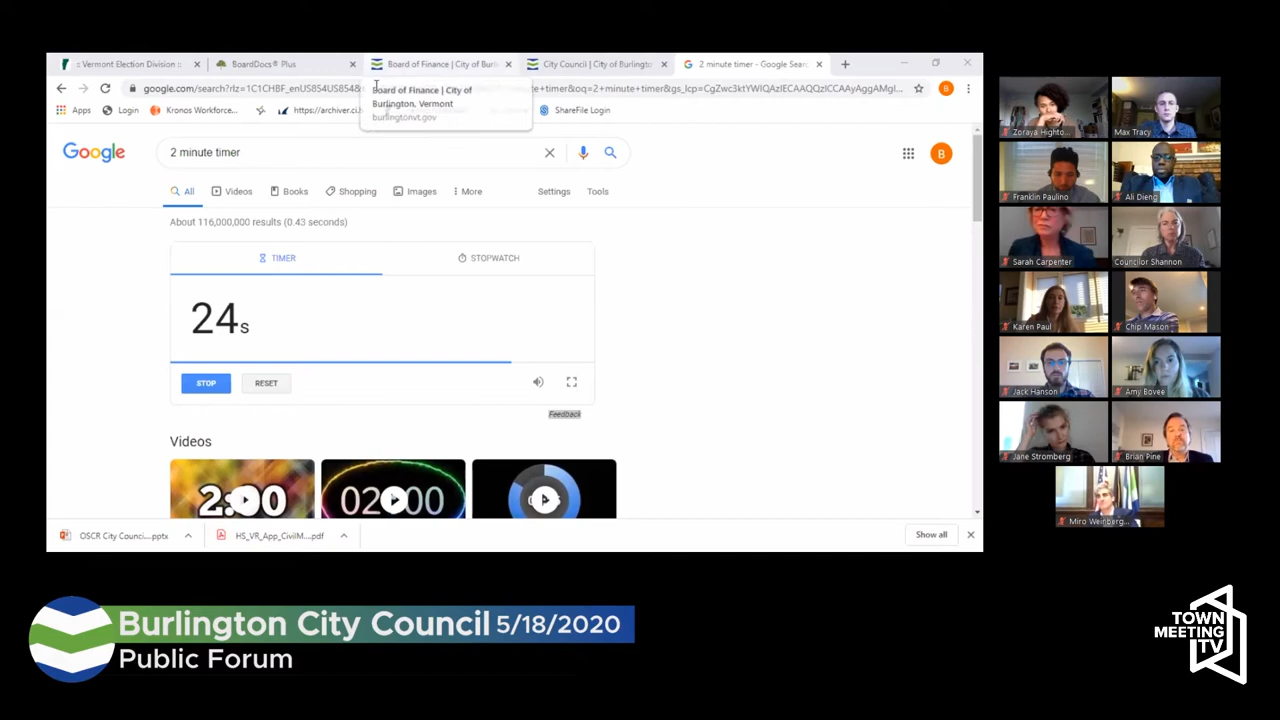 :: Vermont Election Division ::
BoardDocs® Plus
Board of Finance | City of Burli
City Council | City of Burlingto
2 minute timer - Google Searc
Board of Finance | City of
Burlington, Vermont
burlingtonvt.gov
Apps
Login
Kronos Workforce...
https://archiver.ci.b
ShareFile Login
Google
2 minute timer
All
Videos
Books
Shopping
Images
More
Settings
Tools
About 116,000,000 results (0.43 seconds)
TIMER
STOPWATCH
24s
STOP
RESET
Feedback
Videos
2:00
02:00
OSCR City Counci....pptx
HS_VR_App_CivilM....pdf
Show all
Zoraya Highto...
Max Tracy
Franklin Paulino
Ali Dieng
Sarah Carpenter
Councilor Shannon
Karen Paul
Chip Mason
Jack Hanson
Amy Bovee
Jane Stromberg
Brian Pine
Miro Weinberg...
Burlington City Council 5/18/2020
Public Forum
TOWN
MEETING
TV